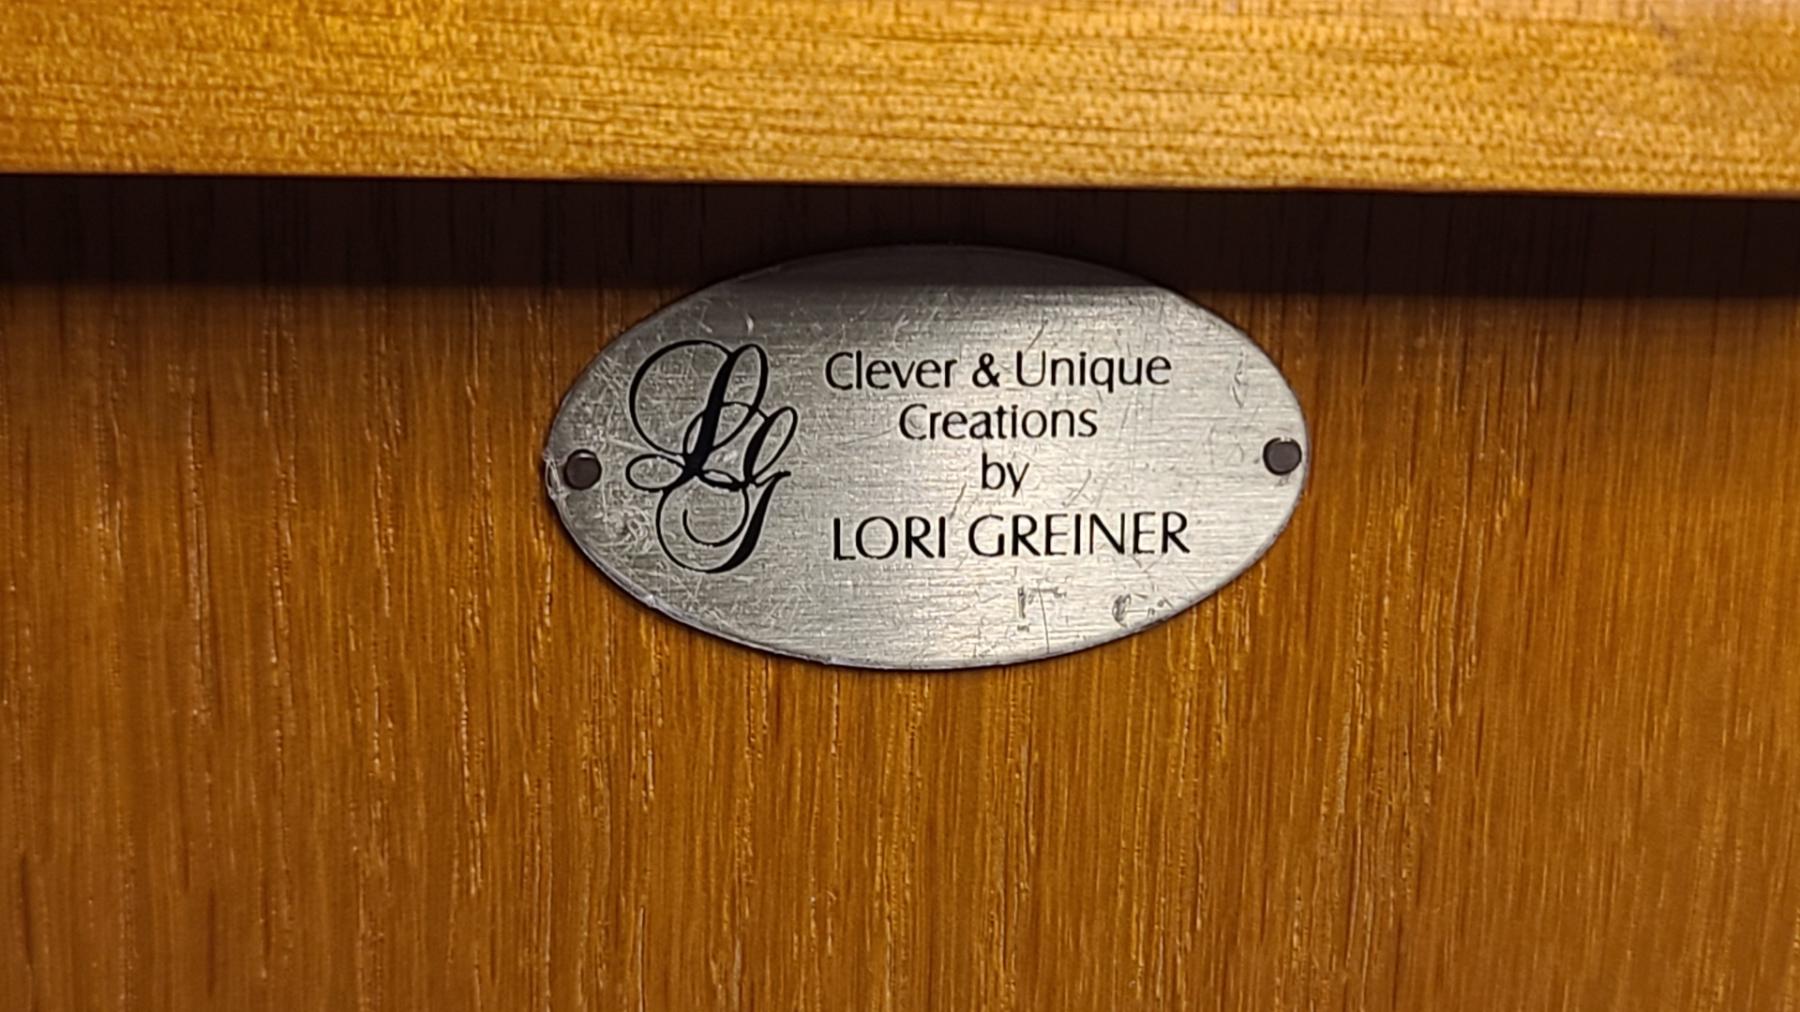 LG
Clever & Unique
Creations
by
LORI GREINER